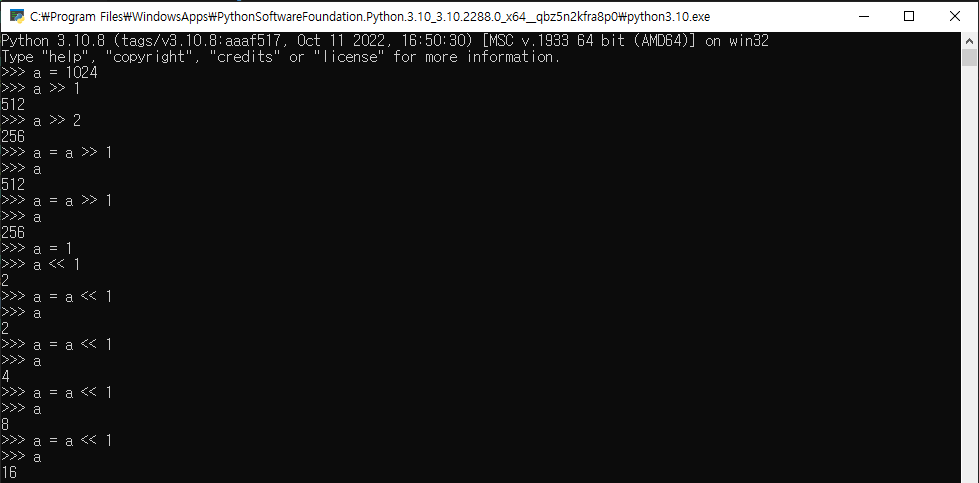 C:₩Program Files₩WindowsApps₩PythonSoftwareFoundation.Python.3.10_3.10.2288.0_x64__qbz5n2kfra8p0₩python3.10.exe
Python 3.10.8 (tags/v3.10.8:aaaf517, Oct 11 2022, 16:50:30) [MSC v.1933 64 bit (AMD64)] on win32
Type "help", "copyright", "credits" or "license" for more information.
>>> a = 1024
>>> a >> 1
512
>>> a >> 2
256
>>> a = a >> 1
>>> a
512
>>> a = a >> 1
>>> a
256
>>> a = 1
>>> a << 1
2
>>> a = a << 1
>>> a
2
>>> a = a << 1
>>> a
4
>>> a = a << 1
>>> a
8
>>> a = a << 1
>>> a
16